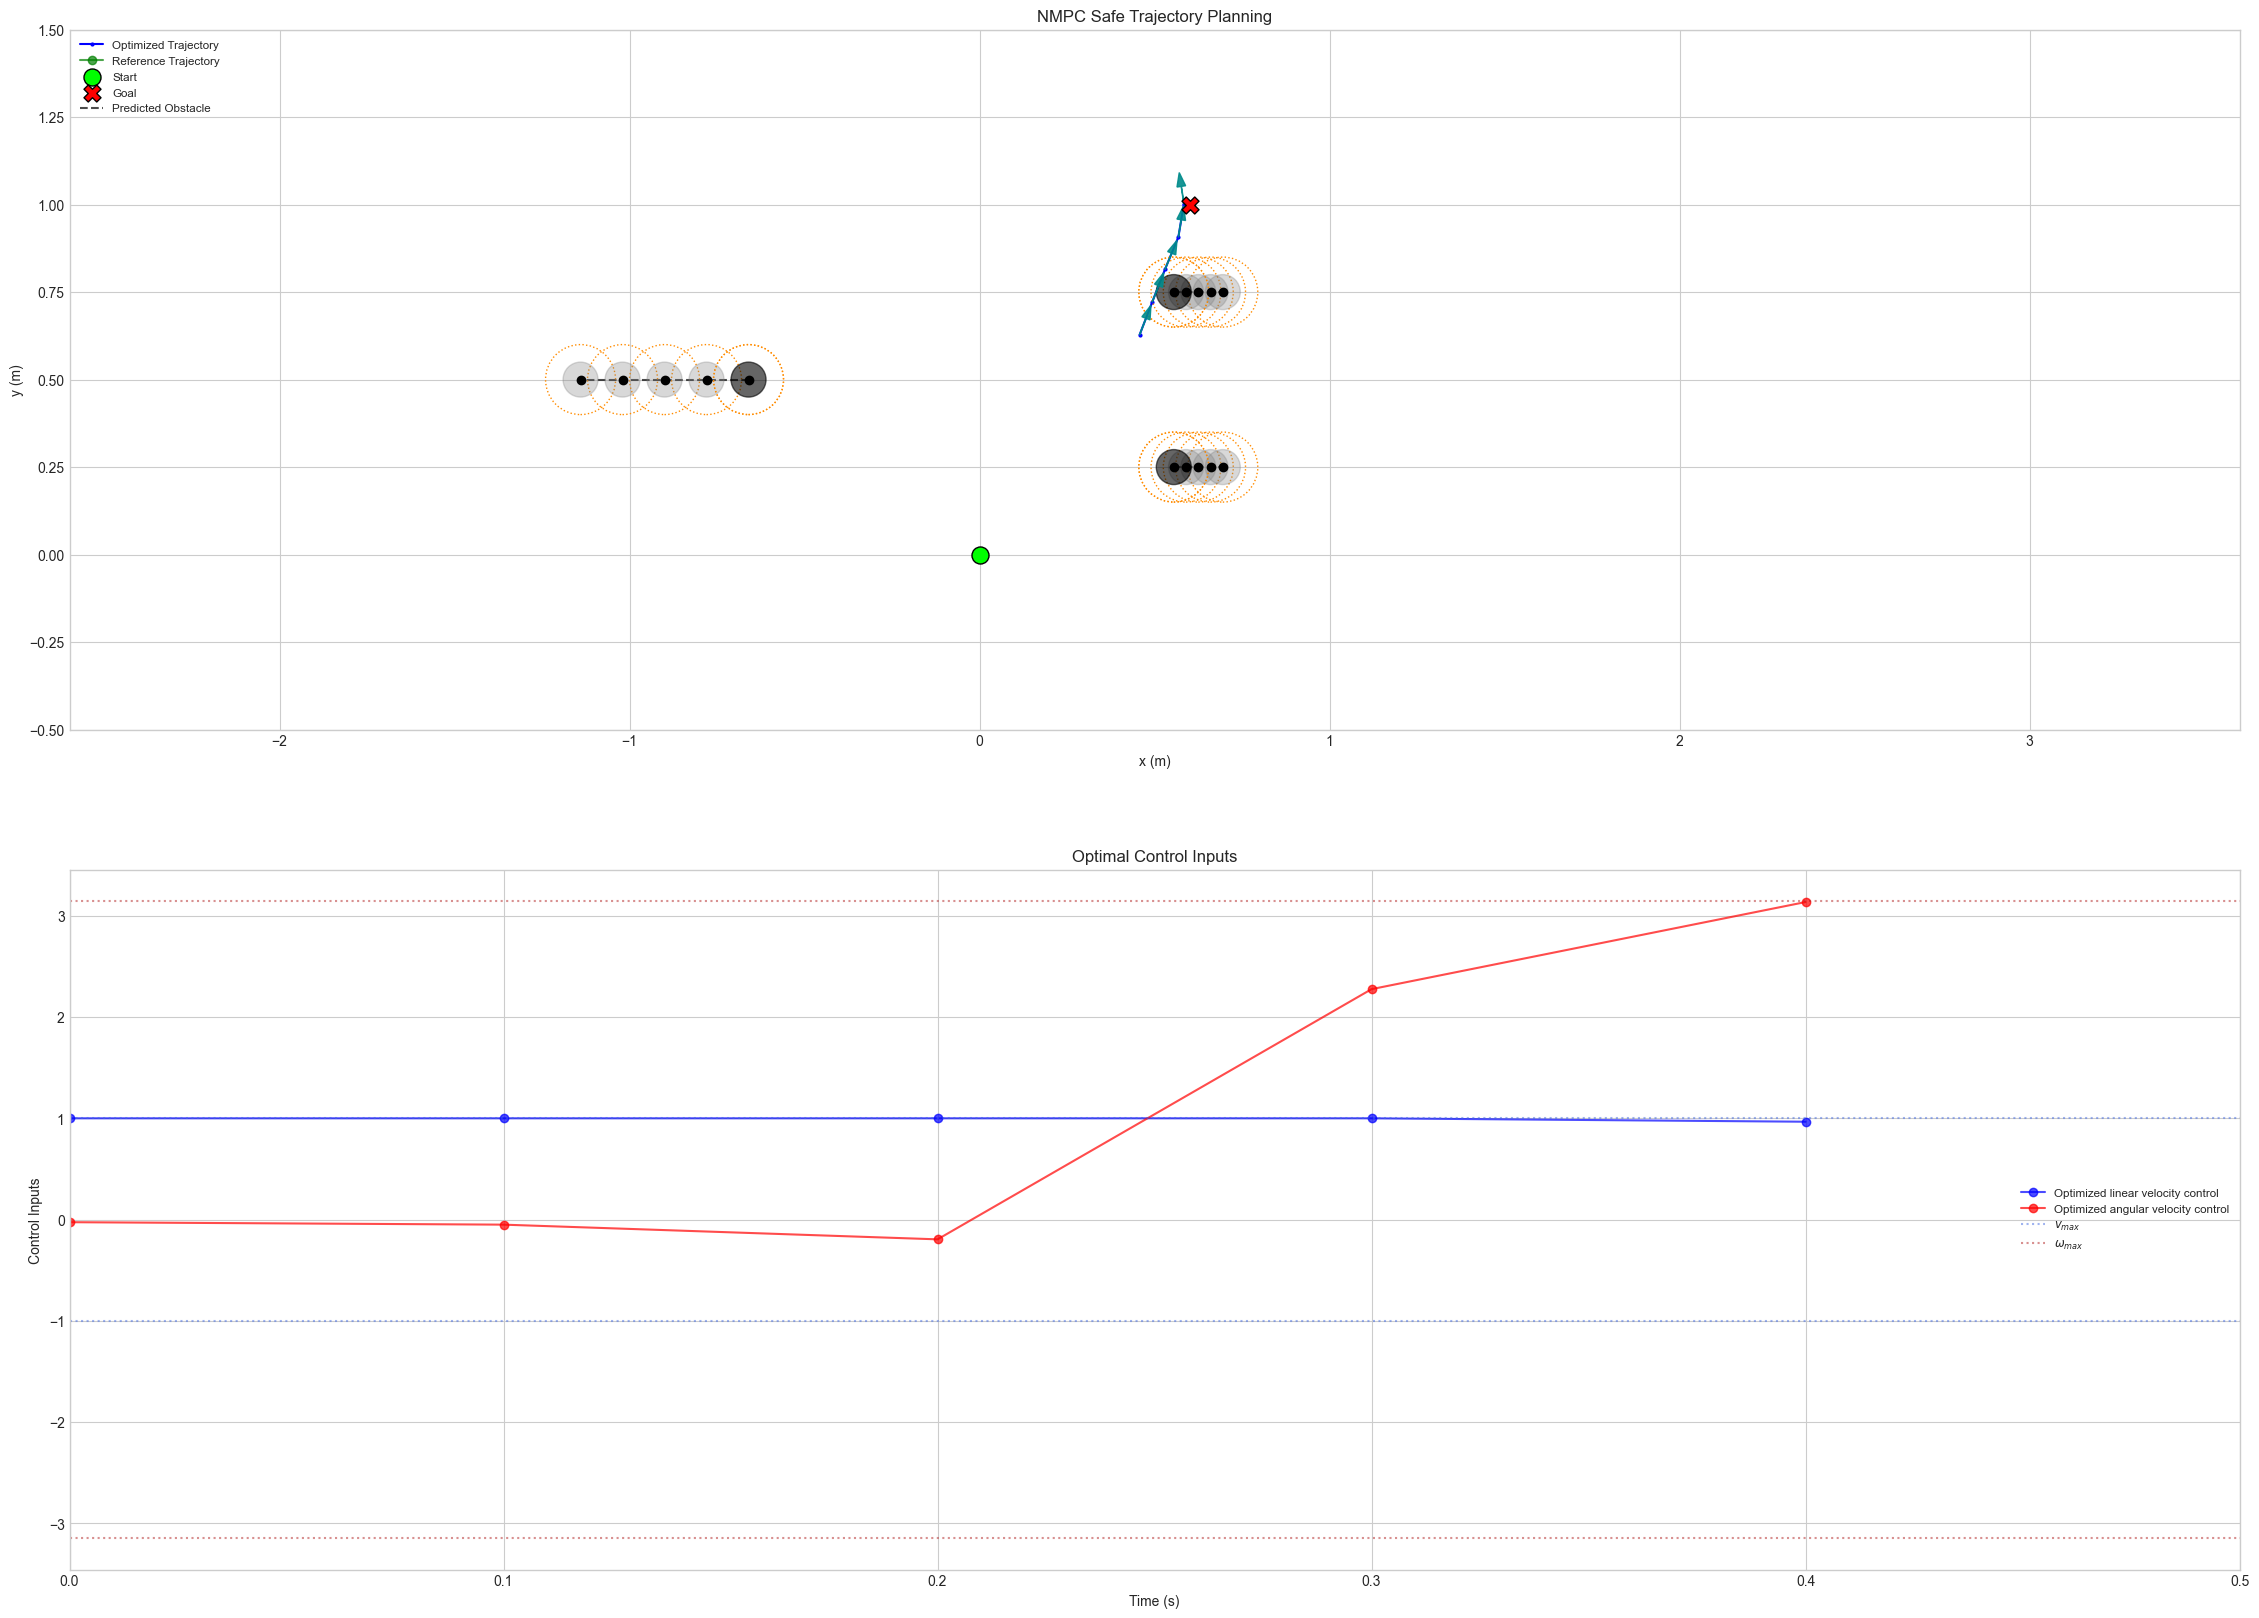 NMPC Safe Trajectory Planning
Optimized Trajectory
Reference Trajectory
Start
Goal
Predicted Obstacle
1.50
1.25
1.00
0.75
0.50
0.25
0.00
−0.25
−0.50
y (m)
−2
−1
0
1
2
3
x (m)
Optimal Control Inputs
3
2
1
0
−1
−2
−3
Control Inputs
Optimized linear velocity control
Optimized angular velocity control
vmax
ωmax
0.0
0.1
0.2
0.3
0.4
0.5
Time (s)